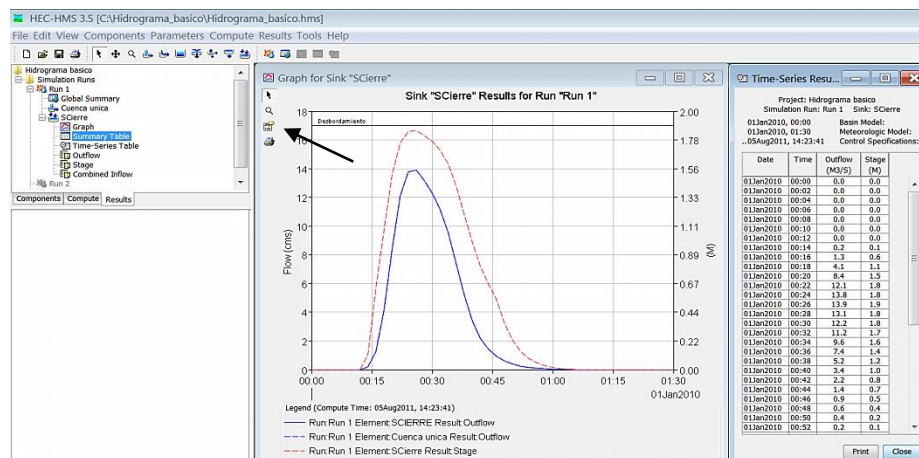 HEC-HMS 3.5 [C:\Hidrograma_basico\Hidrograma_basico.hms]
File Edit View Components Parameters Compute Results Tools Help
Hidrograma basico
Simulation Runs
Run 1
Global Summary
Cuenca unica
SCierre
Graph
Summary Table
Time-Series Table
Outflow
Stage
Combined Inflow
Run 2
Components Compute Results
Graph for Sink "SCierre"
Sink "SCierre" Results for Run "Run 1"
Desbordamiento
18
16
14
12
10
8
6
4
2
0
Flow (cms)
2.00
1.78
1.56
1.33
1.11
0.89
0.67
0.44
0.22
0.00
(M)
00:00 00:15 00:30 00:45 01:00 01:15 01:30
01Jan2010
Legend (Compute Time: 05Aug2011, 14:23:41)
Run:Run 1 Element:SCIERRE Result:Outflow
Run:Run 1 Element:Cuenca unica Result:Outflow
Run:Run 1 Element:SCierre Result:Stage
Time-Series Resu...
Project: Hidrograma basico
Simulation Run: Run 1 Sink: SCierre
01Jan2010, 00:00 Basin Model:
01Jan2010, 01:30 Meteorologic Model:
..05Aug2011, 14:23:41 Control Specifications:
Date Time Outflow (M3/S) Stage (M)
01Jan2010 00:00 0.0 0.0
01Jan2010 00:02 0.0 0.0
01Jan2010 00:04 0.0 0.0
01Jan2010 00:06 0.0 0.0
01Jan2010 00:08 0.0 0.0
01Jan2010 00:10 0.0 0.0
01Jan2010 00:12 0.0 0.0
01Jan2010 00:14 0.2 0.1
01Jan2010 00:16 1.3 0.6
01Jan2010 00:18 4.1 1.1
01Jan2010 00:20 8.4 1.5
01Jan2010 00:22 12.1 1.8
01Jan2010 00:24 13.8 1.8
01Jan2010 00:26 13.9 1.9
01Jan2010 00:28 13.1 1.8
01Jan2010 00:30 12.2 1.8
01Jan2010 00:32 11.2 1.7
01Jan2010 00:34 9.6 1.6
01Jan2010 00:36 7.4 1.4
01Jan2010 00:38 5.2 1.2
01Jan2010 00:40 3.4 1.0
01Jan2010 00:42 2.2 0.8
01Jan2010 00:44 1.4 0.7
01Jan2010 00:46 0.9 0.5
01Jan2010 00:48 0.6 0.4
01Jan2010 00:50 0.4 0.2
01Jan2010 00:52 0.2 0.1
Print Close